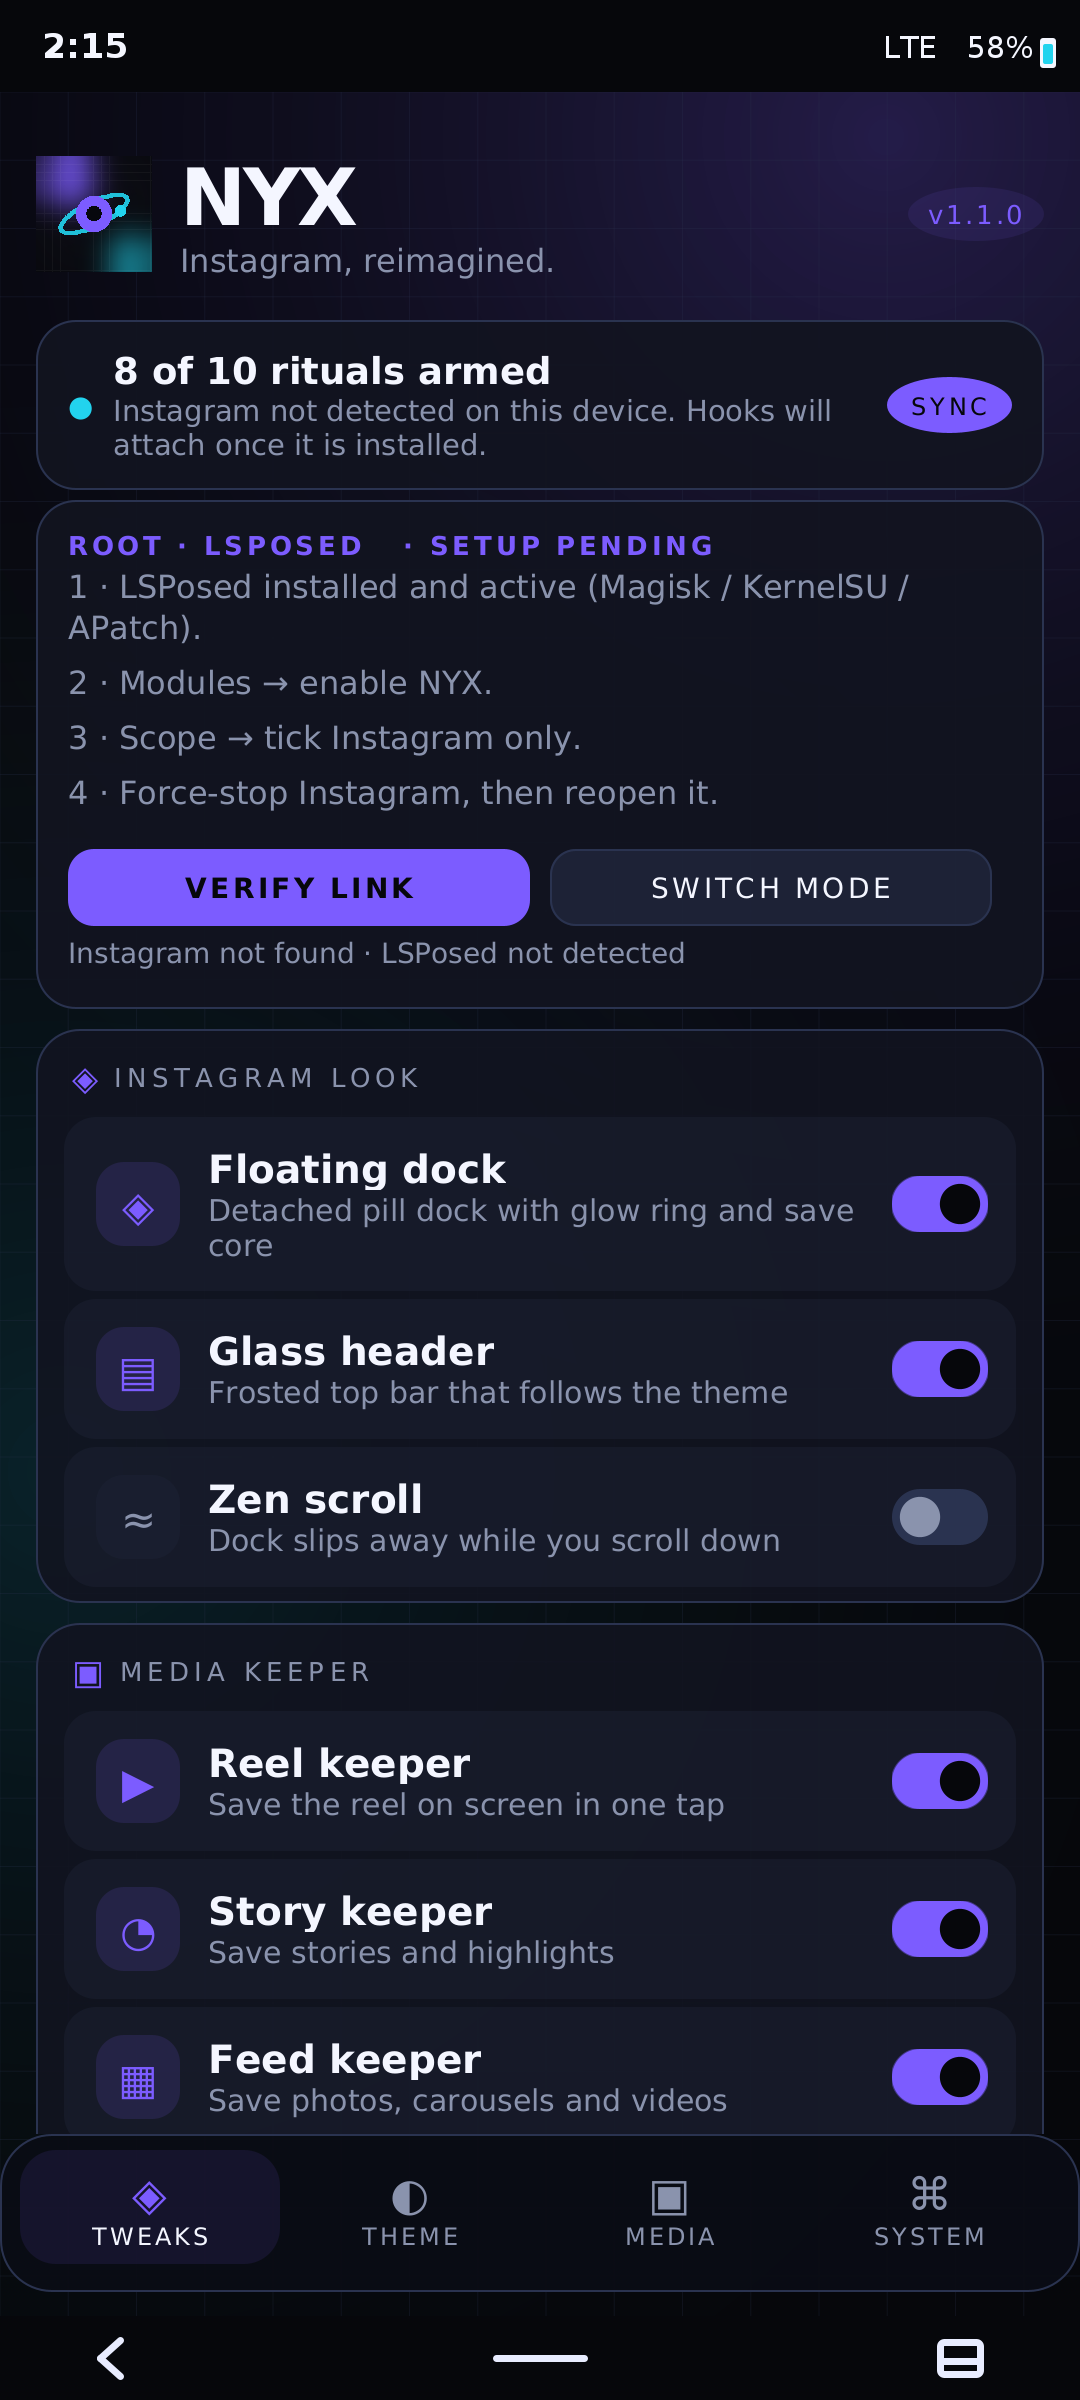 2:15
LTE 58%
NYX
Instagram, reimagined.
v1.1.0
8 of 10 rituals armed
Instagram not detected on this device. Hooks will
attach once it is installed.
SYNC
ROOT · LSPOSED · SETUP PENDING
1 · LSPosed installed and active (Magisk / KernelSU /
APatch).
2 · Modules → enable NYX.
3 · Scope → tick Instagram only.
4 · Force-stop Instagram, then reopen it.
VERIFY LINK
SWITCH MODE
Instagram not found · LSPosed not detected
INSTAGRAM LOOK
Floating dock
Detached pill dock with glow ring and save
core
Glass header
Frosted top bar that follows the theme
Zen scroll
Dock slips away while you scroll down
MEDIA KEEPER
Reel keeper
Save the reel on screen in one tap
Story keeper
Save stories and highlights
Feed keeper
Save photos, carousels and videos
TWEAKS
THEME
MEDIA
SYSTEM